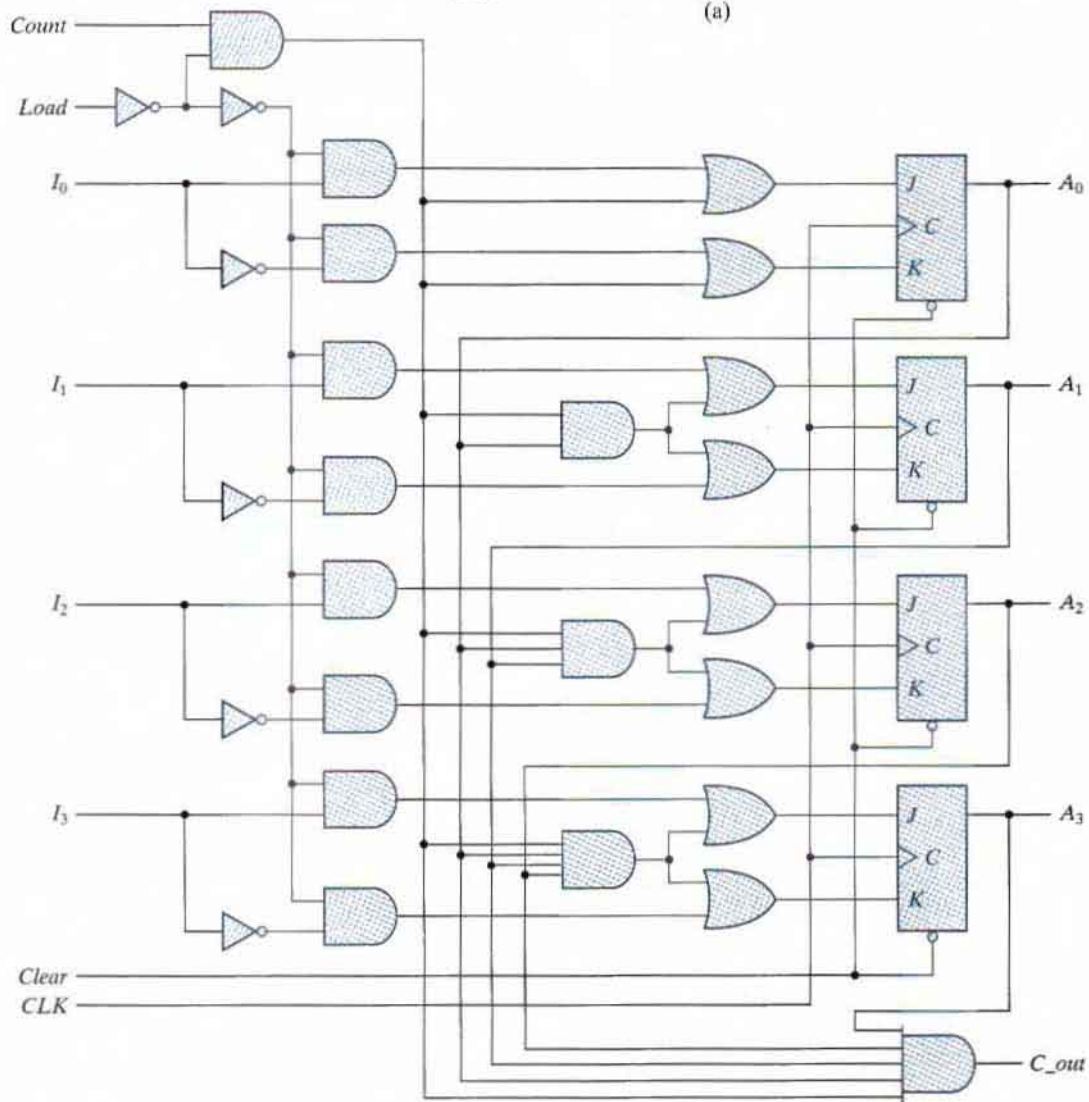 (a)
Count
Load
I₀
J
C
K
A₀
I₁
J
C
K
A₁
I₂
J
C
K
A₂
I₃
J
C
K
A₃
Clear
CLK
C_out